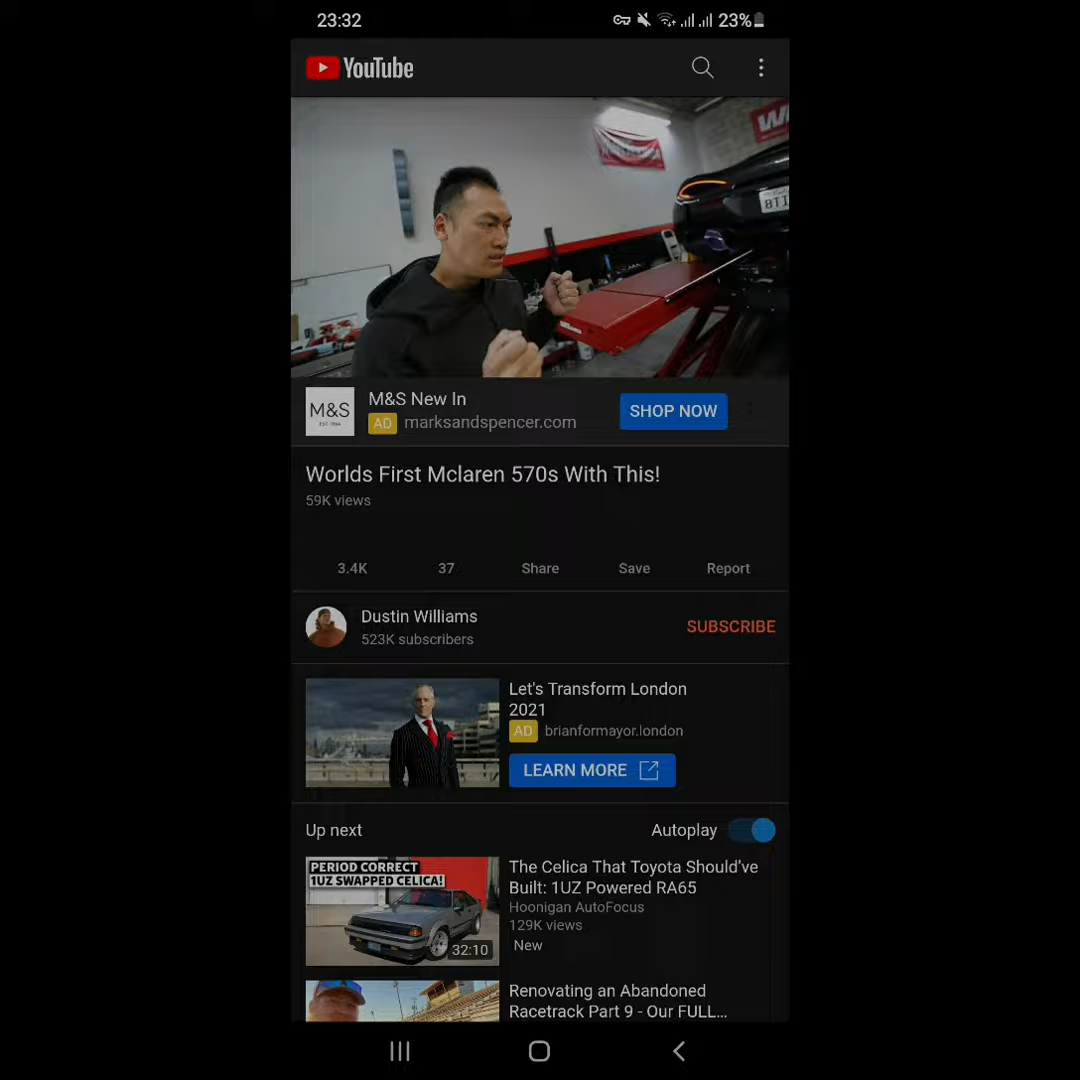 23:32
23%
YouTube
M&S
EST. 1884
M&S New In
AD marksandspencer.com
SHOP NOW
Worlds First Mclaren 570s With This!
59K views
3.4K
37
Share
Save
Report
Dustin Williams
523K subscribers
SUBSCRIBE
Let's Transform London
2021
AD brianformayor.london
LEARN MORE
Up next
Autoplay
PERIOD CORRECT
1UZ SWAPPED CELICA!
32:10
The Celica That Toyota Should’ve
Built: 1UZ Powered RA65
Hoonigan AutoFocus
129K views
New
Renovating an Abandoned
Racetrack Part 9 - Our FULL...